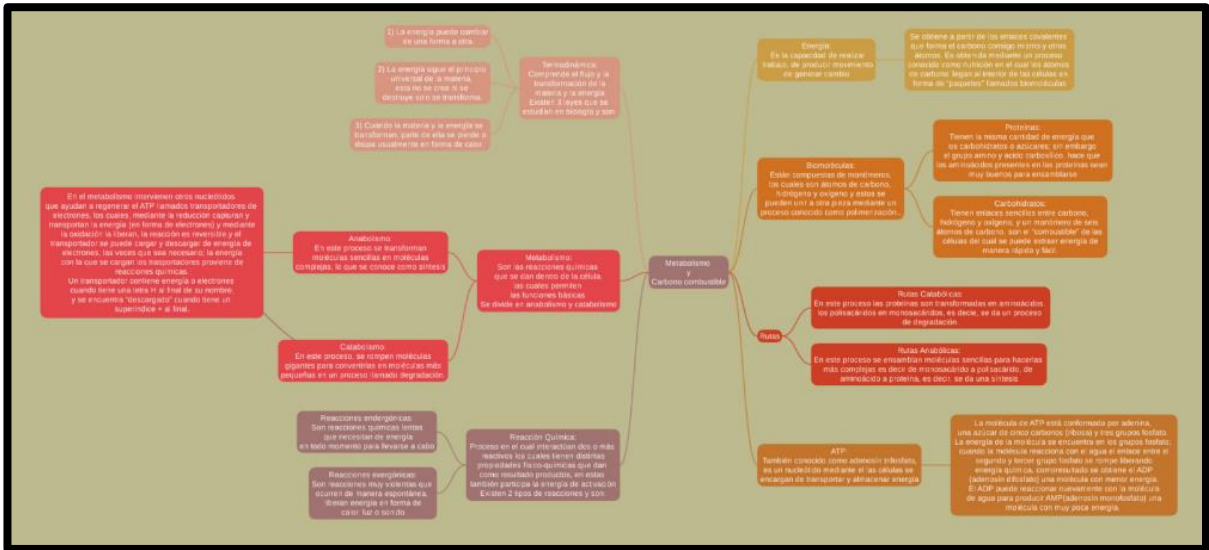 1) La energía puede cambiar
de una forma a otra.
2) La energía sigue el principio
universal de la materia,
esta no se crea ni se
destruye solo se transforma.
3) Cuando la materia y la energía se
transforman, parte de ella se pierde o
disipa usualmente en forma de calor
Termodinámica:
Comprende el flujo y la
transformación de la
materia y la energía
Existen 3 leyes que se
estudian en biología y son
En el metabolismo intervienen otros nucleótidos
que ayudan a regenerar el ATP llamados transportadores de
electrones, los cuales, mediante la reducción capturan y
transportan la energía (en forma de electrones) y mediante
la oxidación la liberan, la reacción es reversible y el
transportador se puede cargar y descargar de energía de
electrones, las veces que sea necesario; la energía
con la que se cargan los trasportadores proviene de
reacciones químicas.
Un transportador contiene energía o electrones
cuando tiene una letra H al final de su nombre,
y se encuentra "descargado" cuando tiene un
superíndice + al final.
Anabolismo:
En este proceso se transforman
moléculas sencillas en moléculas
complejas, lo que se conoce como síntesis
Catabolismo:
En este proceso, se rompen moléculas
gigantes para convertirlas en moléculas más
pequeñas en un proceso llamado degradación.
Metabolismo:
Son las reacciones químicas
que se dan dentro de la célula,
las cuales permiten
las funciones básicas
Se divide en anabolismo y catabolismo
Reacciones endergónicas:
Son reacciones químicas lentas
que necesitan de energía
en todo momento para llevarse a cabo
Reacciones exergónicas:
Son reacciones muy violentas que
ocurren de manera espontánea,
liberan energía en forma de
calor, luz o sonido
Reacción Química:
Proceso en el cual interactúan dos o más
reactivos los cuales tienen distintas
propiedades físico-químicas que dan
como resultado productos, en estas
también participa la energía de activación
Existen 2 tipos de reacciones y son:
Metabolismo
y
Carbono combustible
Energía:
Es la capacidad de realizar
trabajo, de producir movimiento
de generar cambio
Se obtiene a partir de los enlaces covalentes
que forma el carbono consigo mismo y otros
átomos. Es obtenida mediante un proceso
conocido como nutrición en el cual los átomos
de carbono llegan al interior de las células en
forma de "paquetes" llamados biomoléculas
Biomoléculas:
Están compuestas de monómeros,
los cuales son átomos de carbono,
hidrógeno y oxígeno y estos se
pueden unir a otra pieza mediante un
proceso conocido como polimerización..
Proteínas:
Tienen la misma cantidad de energía que
los carbohidratos o azúcares; sin embargo
el grupo amino y ácido carboxílico, hace que
los aminoácidos presentes en las proteínas sean
muy buenos para ensamblarse
Carbohidratos:
Tienen enlaces sencillos entre carbono,
hidrógeno y oxígeno, y un monómero de seis
átomos de carbono, son el "combustible" de las
células del cual se puede extraer energía de
manera rápida y fácil.
Rutas
Rutas Catabólicas:
En este proceso las proteínas son transformadas en aminoácidos
los polisacáridos en monosacáridos, es decir, se da un proceso
de degradación.
Rutas Anabólicas:
En este proceso se ensamblan moléculas sencillas para hacerlas
más complejas es decir de monosacárido a polisacárido, de
aminoácido a proteína, es decir, se da una síntesis
ATP:
También conocido como adenosín trifosfato,
es un nucleótido mediante el las células se
encargan de transportar y almacenar energía
La molécula de ATP está conformada por adenina,
una azúcar de cinco carbonos (ribosa) y tres grupos fosfato.
La energía de la molécula se encuentra en los grupos fosfato;
cuando la molécula reacciona con el agua el enlace entre el
segundo y tercer grupo fosfato se rompe liberando
energía química, comoresultado se obtiene el ADP
(adenosín difosfato) una molécula con menor energía.
El ADP puede reaccionar nuevamente con la molécula
de agua para producir AMP(adenosín monofosfato) una
molécula con muy poca energía.